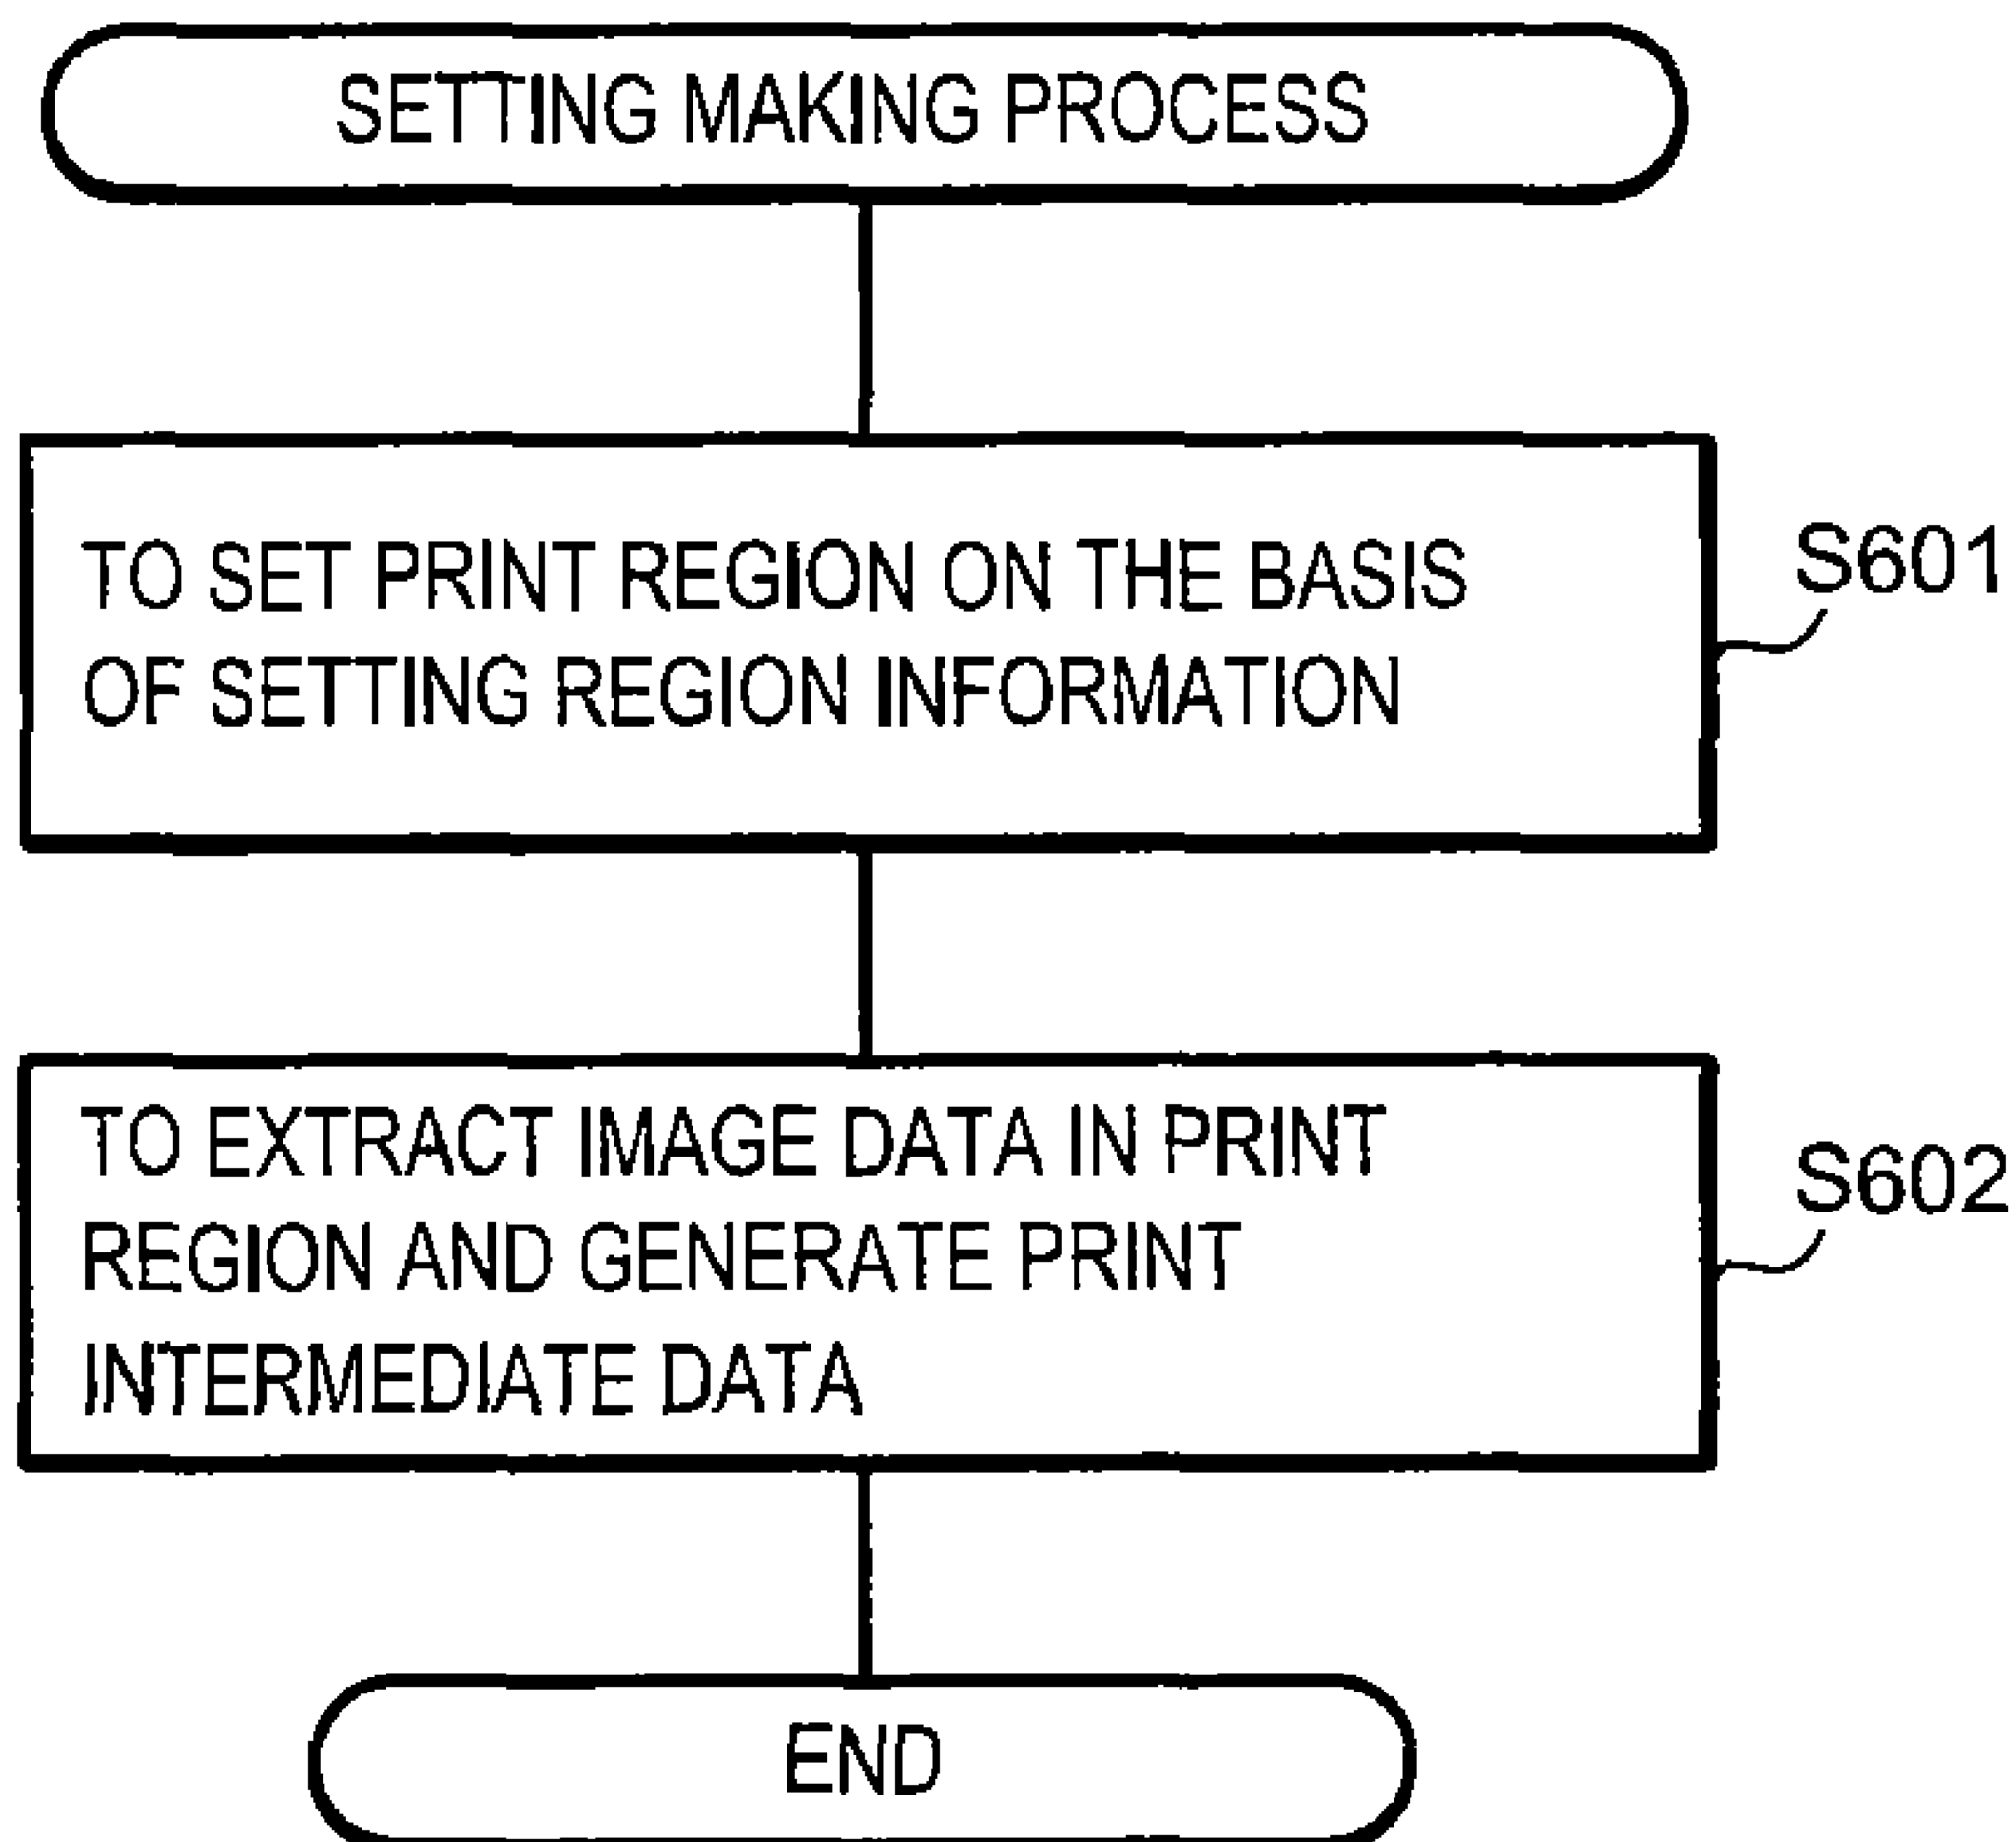 SETTING MAKING PROCESS
TO SET PRINT REGION ON THE BASIS
OF SETTING REGION INFORMATION
S601
TO EXTRACT IMAGE DATA IN PRINT
REGION AND GENERATE PRINT
INTERMEDIATE DATA
S602
END